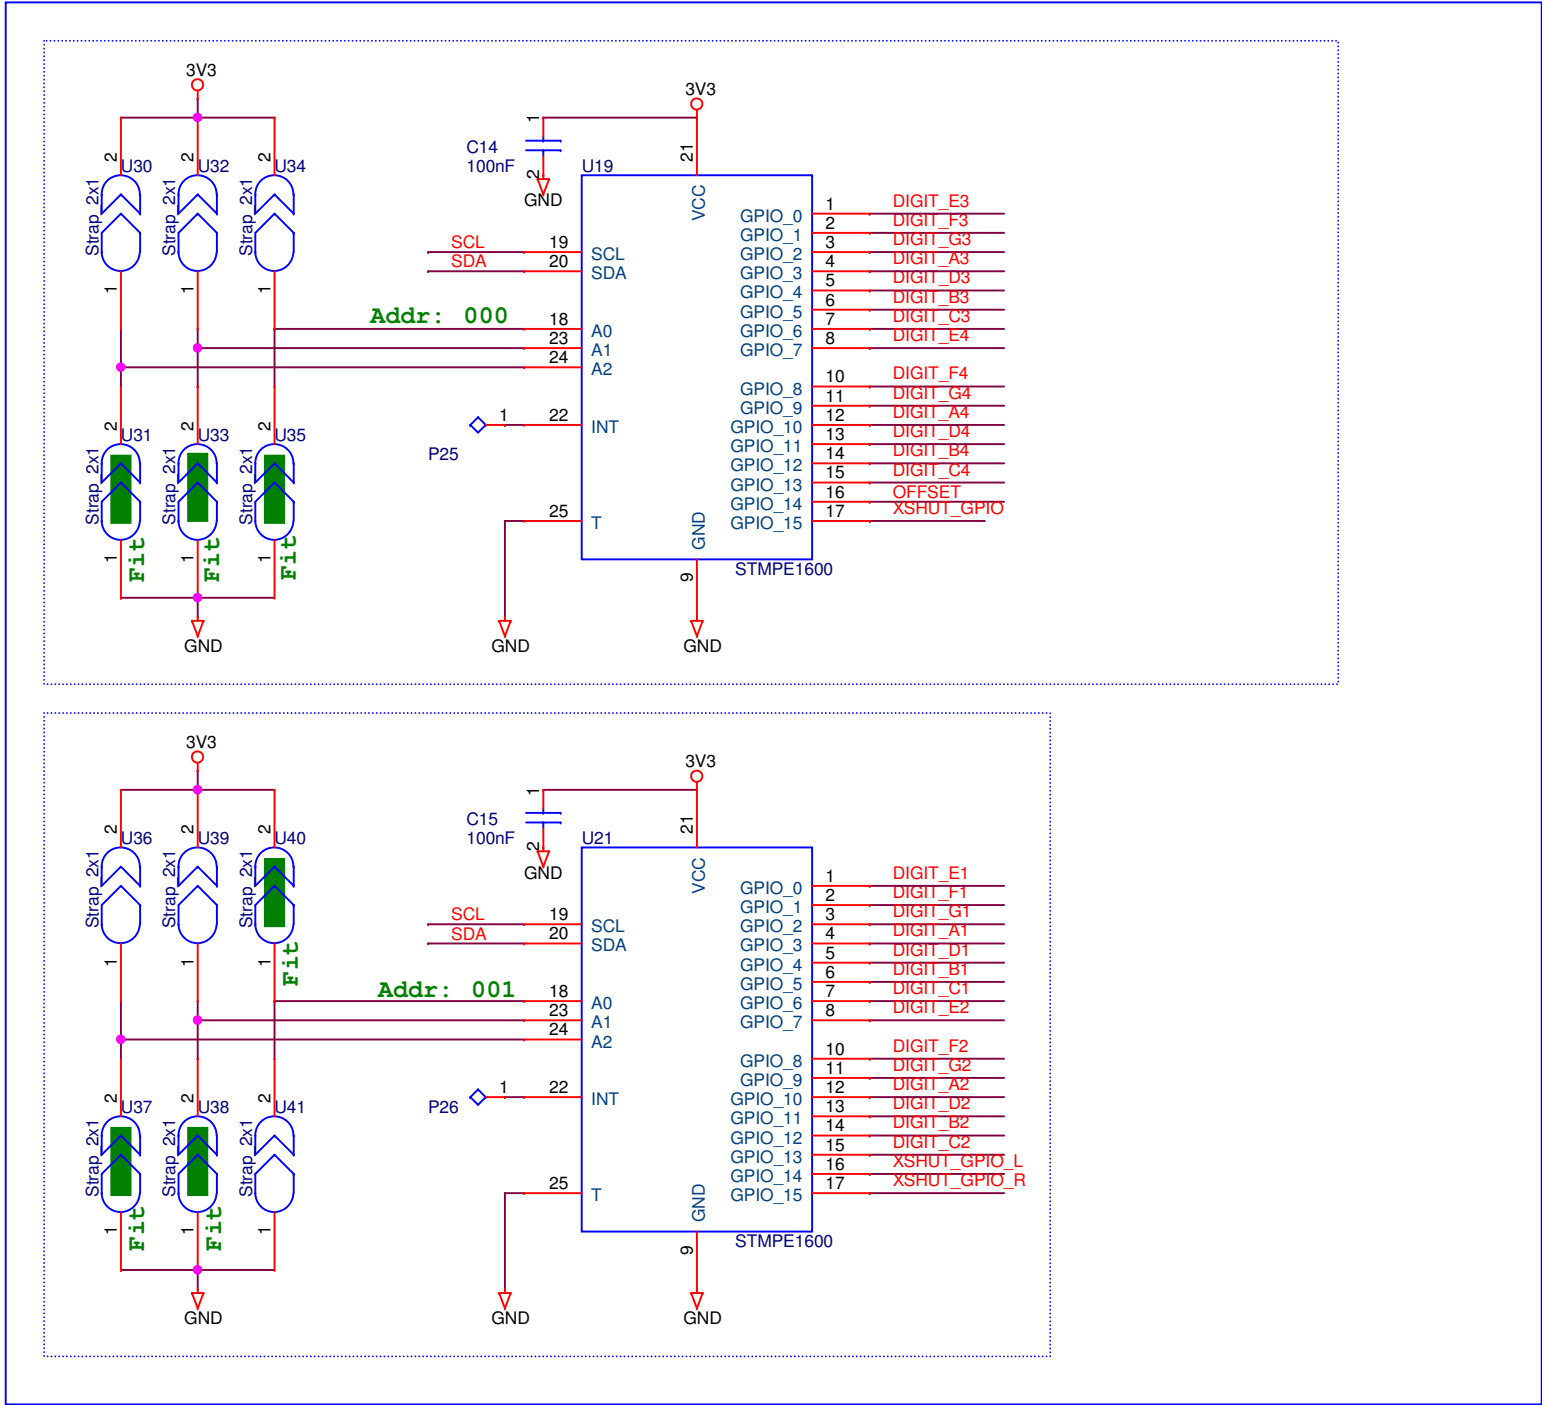 3V3
2
U30
Strap 2x1
1
2
U32
Strap 2x1
1
2
U34
Strap 2x1
1
2
U31
Strap 2x1
1
Fit
2
U33
Strap 2x1
1
Fit
2
U35
Strap 2x1
1
Fit
GND
3V3
1
C14
100nF
2
GND
U19
21
VCC
SCL
19
SCL
SDA
20
SDA
Addr: 000
18
A0
23
A1
24
A2
1
22
INT
P25
25
T
GND
GND
9
GND
STMPE1600
GPIO_0
1
DIGIT_E3
GPIO_1
2
DIGIT_F3
GPIO_2
3
DIGIT_G3
GPIO_3
4
DIGIT_A3
GPIO_4
5
DIGIT_D3
GPIO_5
6
DIGIT_B3
GPIO_6
7
DIGIT_C3
GPIO_7
8
DIGIT_E4
GPIO_8
10
DIGIT_F4
GPIO_9
11
DIGIT_G4
GPIO_10
12
DIGIT_A4
GPIO_11
13
DIGIT_D4
GPIO_12
14
DIGIT_B4
GPIO_13
15
DIGIT_C4
GPIO_14
16
OFFSET
GPIO_15
17
XSHUT_GPIO
3V3
2
U36
Strap 2x1
1
2
U39
Strap 2x1
1
2
U40
Strap 2x1
1
Fit
2
U37
Strap 2x1
1
Fit
2
U38
Strap 2x1
1
Fit
2
U41
Strap 2x1
1
GND
3V3
1
C15
100nF
2
GND
U21
21
VCC
SCL
19
SCL
SDA
20
SDA
Addr: 001
18
A0
23
A1
24
A2
1
22
INT
P26
25
T
GND
GND
9
GND
STMPE1600
GPIO_0
1
DIGIT_E1
GPIO_1
2
DIGIT_F1
GPIO_2
3
DIGIT_G1
GPIO_3
4
DIGIT_A1
GPIO_4
5
DIGIT_D1
GPIO_5
6
DIGIT_B1
GPIO_6
7
DIGIT_C1
GPIO_7
8
DIGIT_E2
GPIO_8
10
DIGIT_F2
GPIO_9
11
DIGIT_G2
GPIO_10
12
DIGIT_A2
GPIO_11
13
DIGIT_D2
GPIO_12
14
DIGIT_B2
GPIO_13
15
DIGIT_C2
GPIO_14
16
XSHUT_GPIO_L
GPIO_15
17
XSHUT_GPIO_R